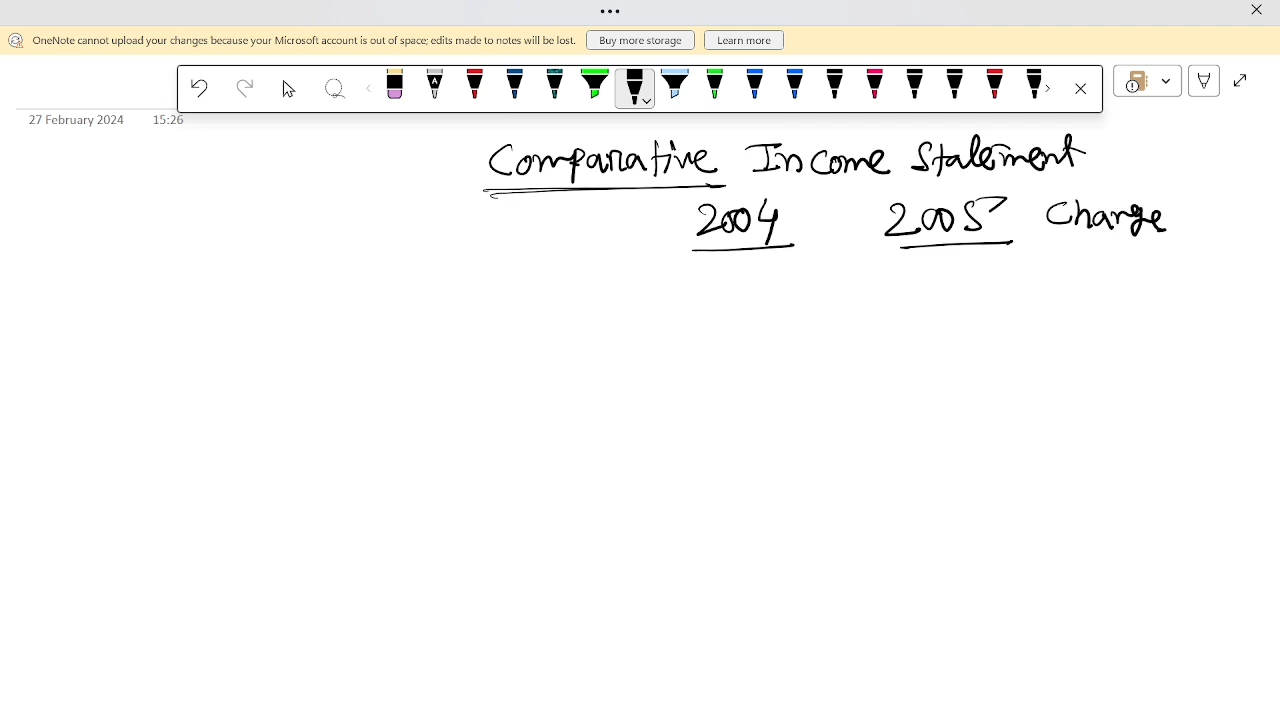 OneNote cannot upload your changes because your Microsoft account is out of space; edits made to notes will be lost. Buy more storage Learn more
A
27 February 2024 15:26
Comparative Income Statement
2004 2005 Change